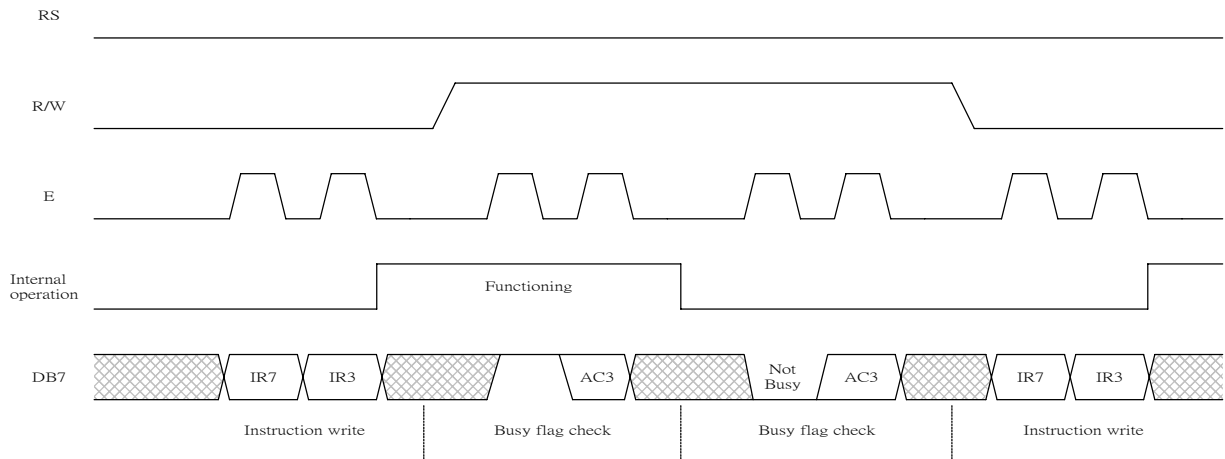 RS
R/W
E
Internal
operation
Functioning
DB7
IR7
IR3
AC3
Not
Busy
AC3
IR7
IR3
Instruction write
Busy flag check
Busy flag check
Instruction write